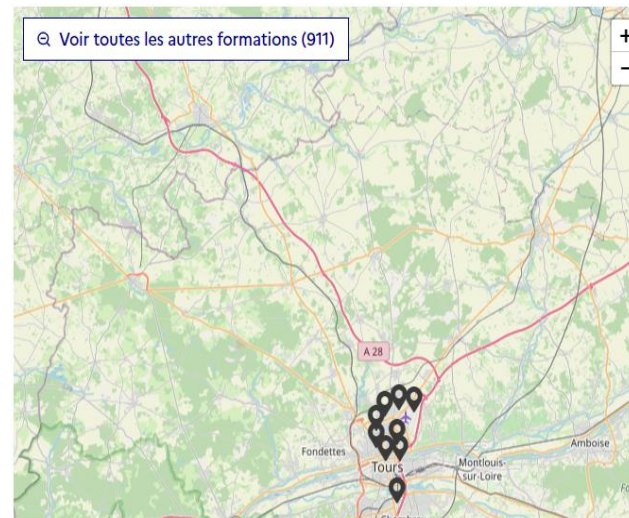 Voir toutes les autres formations (911)
+
−
A 28
Fondettes
Amboise
Tours
Montlouis-
sur-Loire